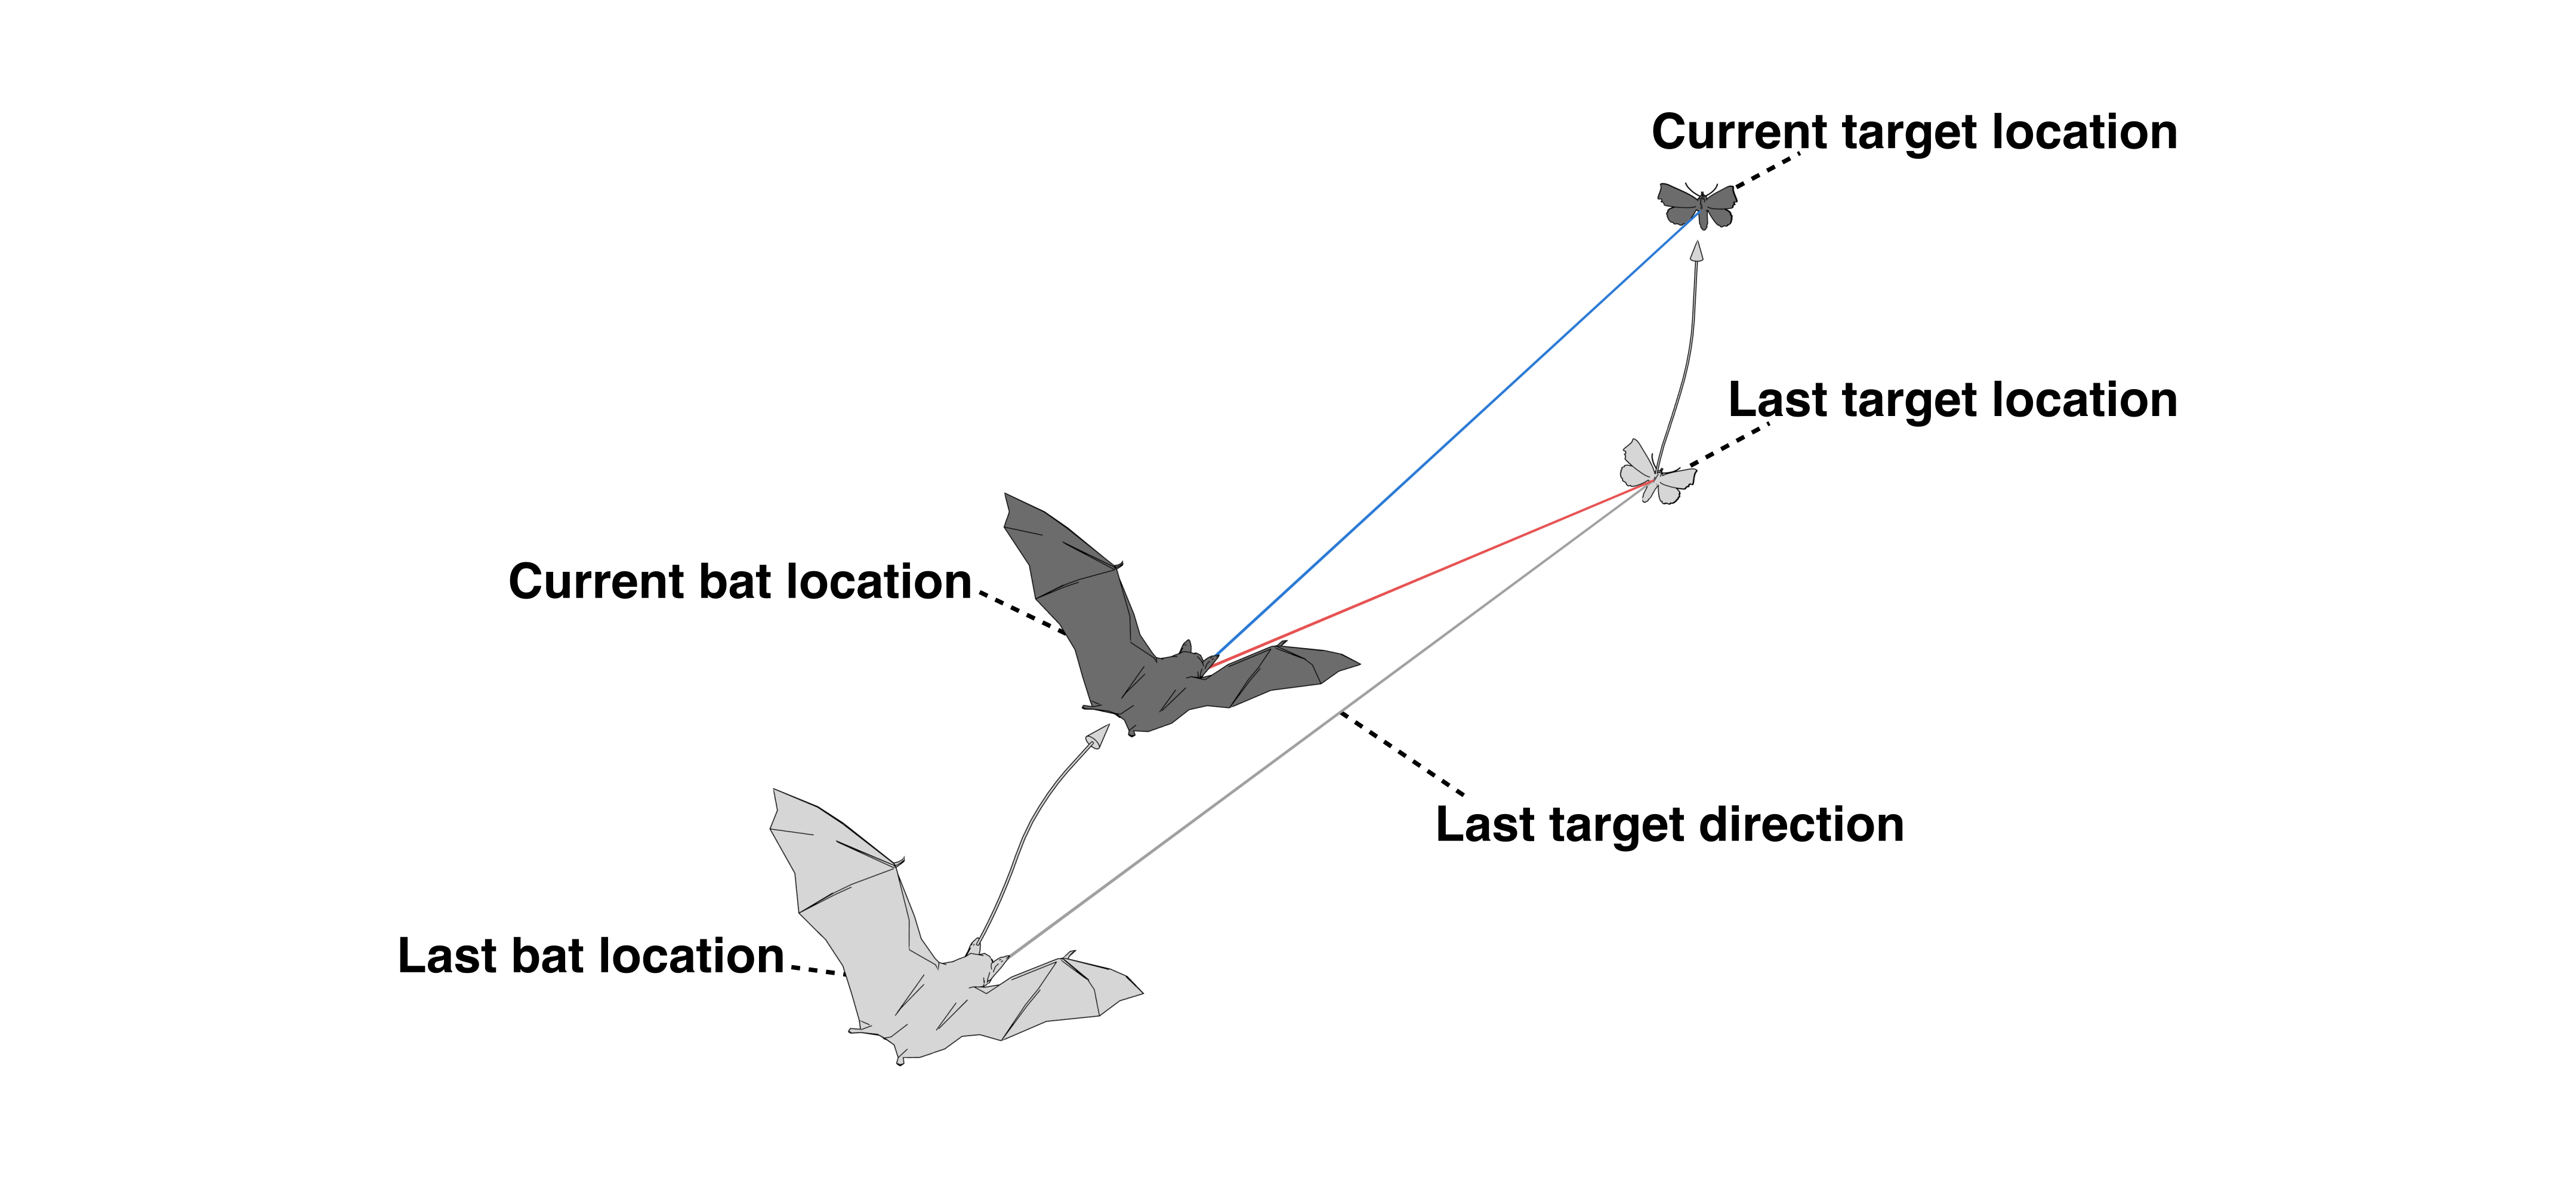 Current target location
Last target location
Current bat location
Last target direction
Last bat location